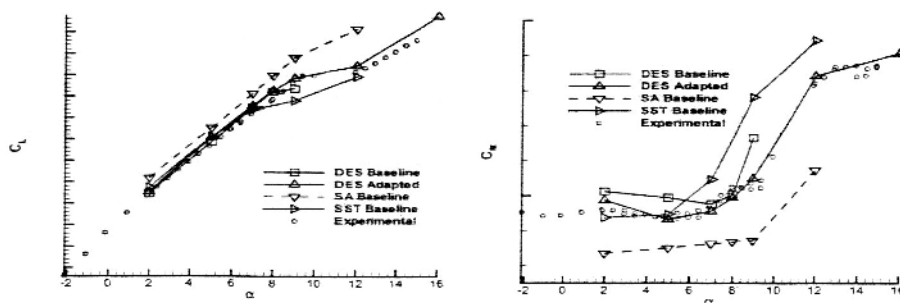 C_L
DES Baseline
DES Adapted
SA Baseline
SST Baseline
Experimental
-2 0 2 4 6 8 10 12 14 16
α
C_M
DES Baseline
DES Adapted
SA Baseline
SST Baseline
Experimental
-2 0 2 4 6 8 10 12 14 16
α